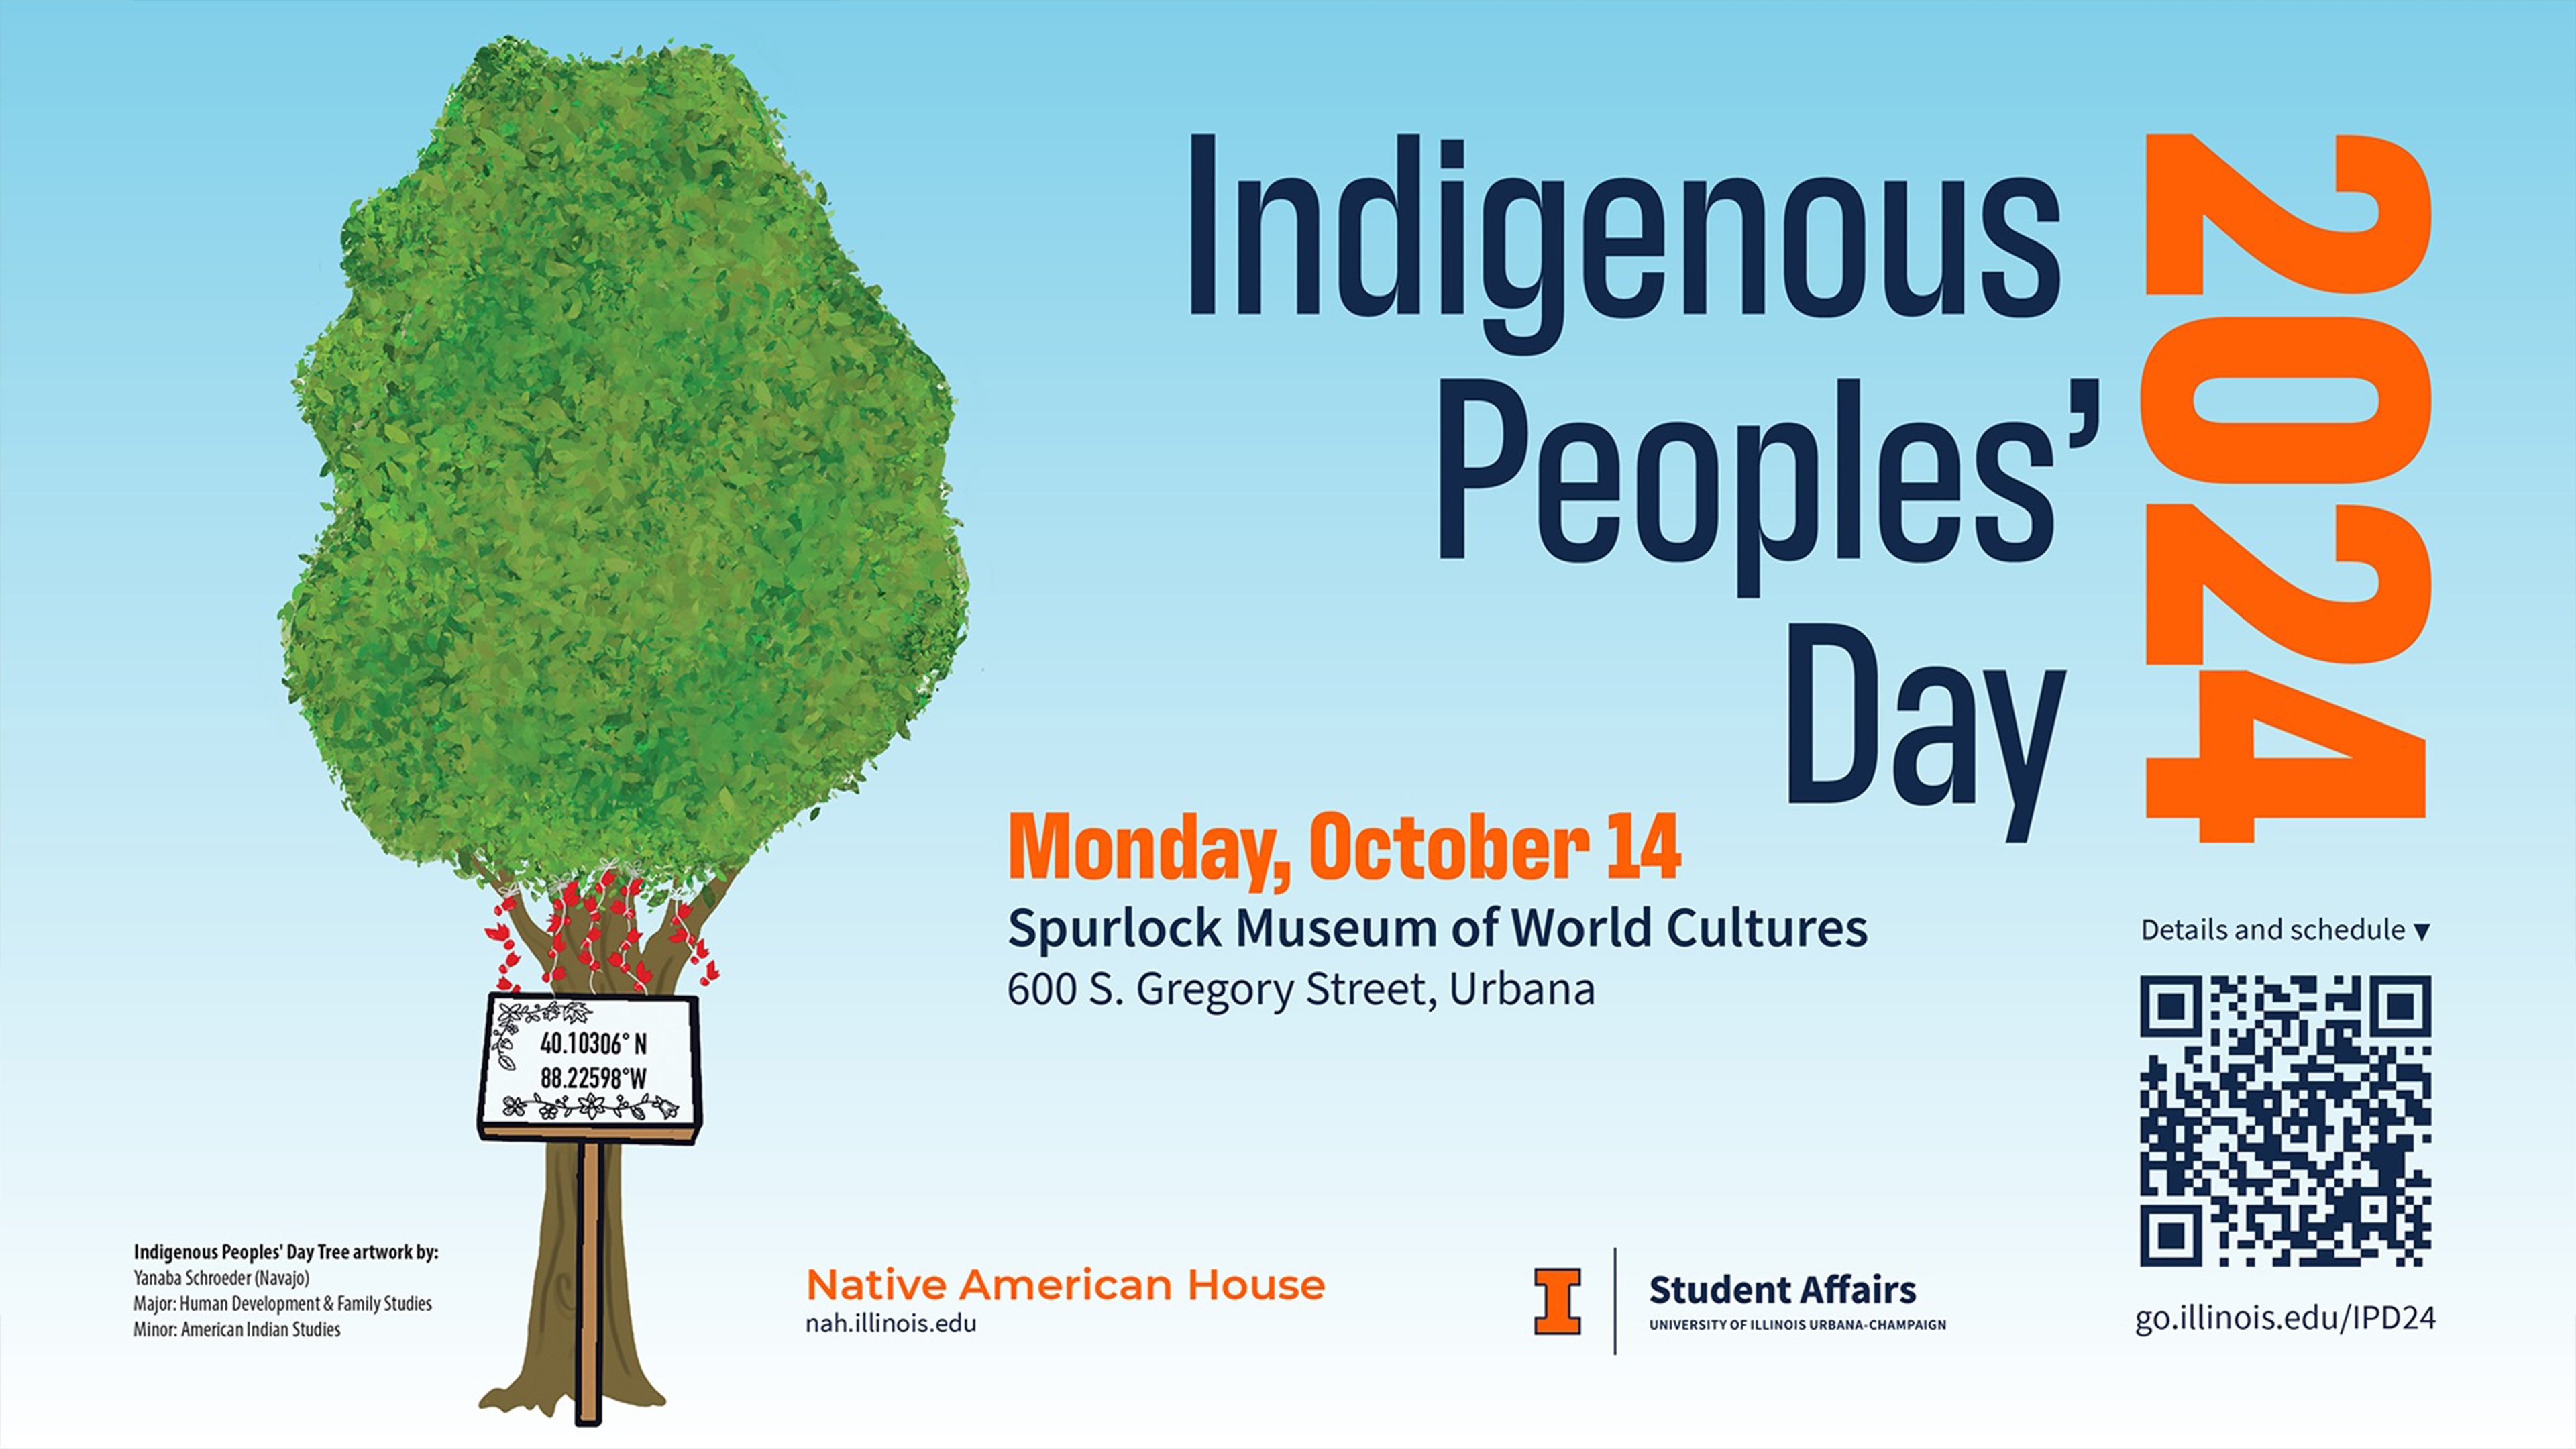 Indigenous
Peoples’
Day
2024
Monday, October 14
Spurlock Museum of World Cultures
600 S. Gregory Street, Urbana
Details and schedule ▼
go.illinois.edu/IPD24
40.10306° N
88.22598°W
Indigenous Peoples' Day Tree artwork by:
Yanaba Schroeder (Navajo)
Major: Human Development & Family Studies
Minor: American Indian Studies
Native American House
nah.illinois.edu
I
Student Affairs
UNIVERSITY OF ILLINOIS URBANA-CHAMPAIGN